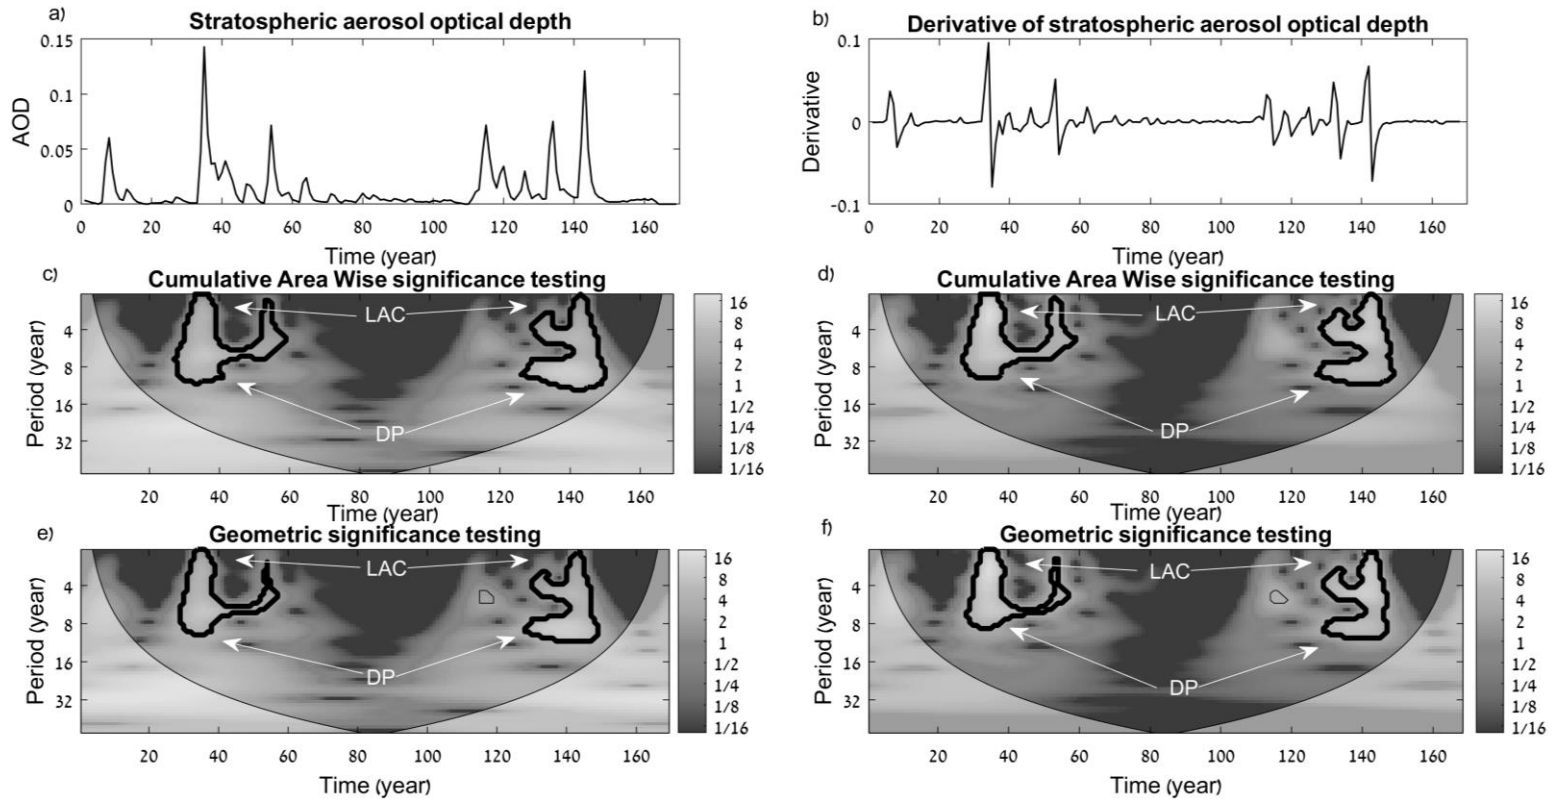 a)
Stratospheric aerosol optical depth
0.15
0.1
0.05
0
AOD
0 20 40 60 80 100 120 140 160
Time (year)
b)
Derivative of stratospheric aerosol optical depth
0.1
0
-0.1
Derivative
0 20 40 60 80 100 120 140 160
Time (year)
c)
Cumulative Area Wise significance testing
LAC
DP
4
8
16
32
Period (year)
20 40 60 80 100 120 140 160
Time (year)
16
8
4
2
1
1/2
1/4
1/8
1/16
d)
Cumulative Area Wise significance testing
LAC
DP
4
8
16
32
Period (year)
20 40 60 80 100 120 140 160
Time (year)
16
8
4
2
1
1/2
1/4
1/8
1/16
e)
Geometric significance testing
LAC
DP
4
8
16
32
Period (year)
20 40 60 80 100 120 140 160
Time (year)
16
8
4
2
1
1/2
1/4
1/8
1/16
f)
Geometric significance testing
LAC
DP
4
8
16
32
Period (year)
20 40 60 80 100 120 140 160
Time (year)
16
8
4
2
1
1/2
1/4
1/8
1/16